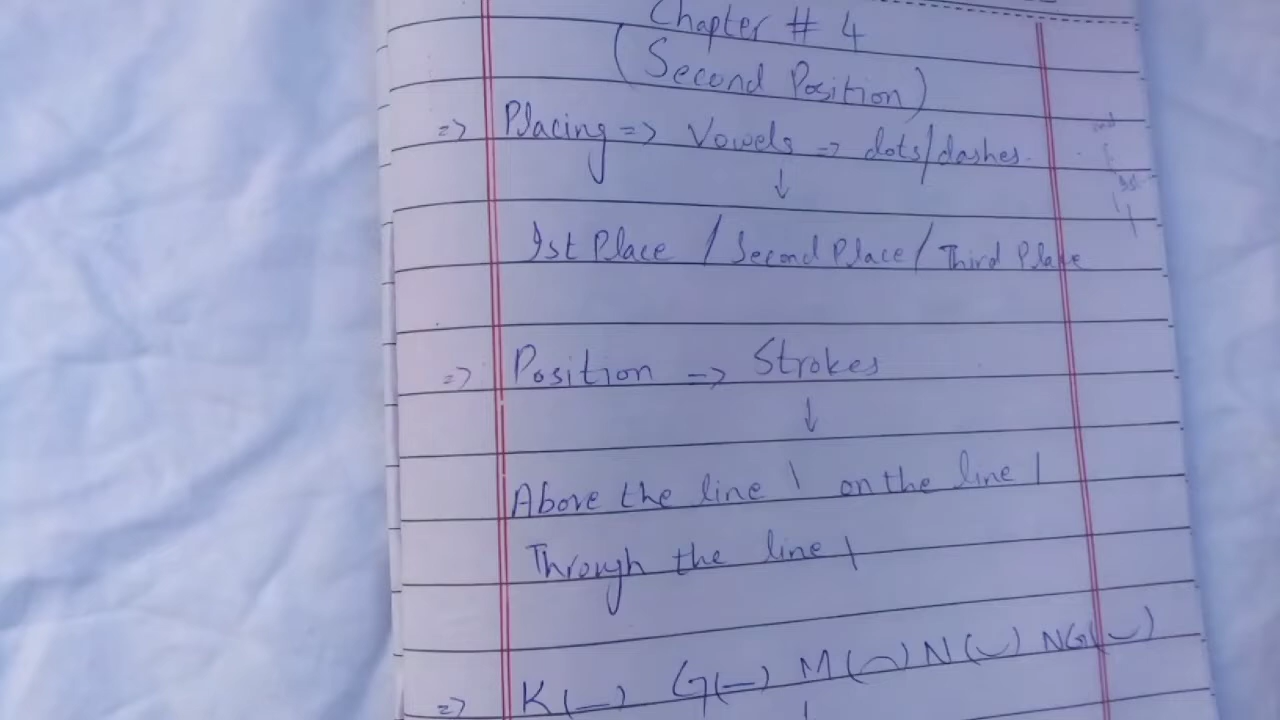 Chapter # 4
(Second Position)
=> Placing => Vowels => dots/dashes.
↓
1st Place / Second Place / Third Place
=> Position -> Strokes
↓
Above the line \ on the line |
Through the line |
=> K (—) G (—) M (⌒) N (‿) NG (‿)